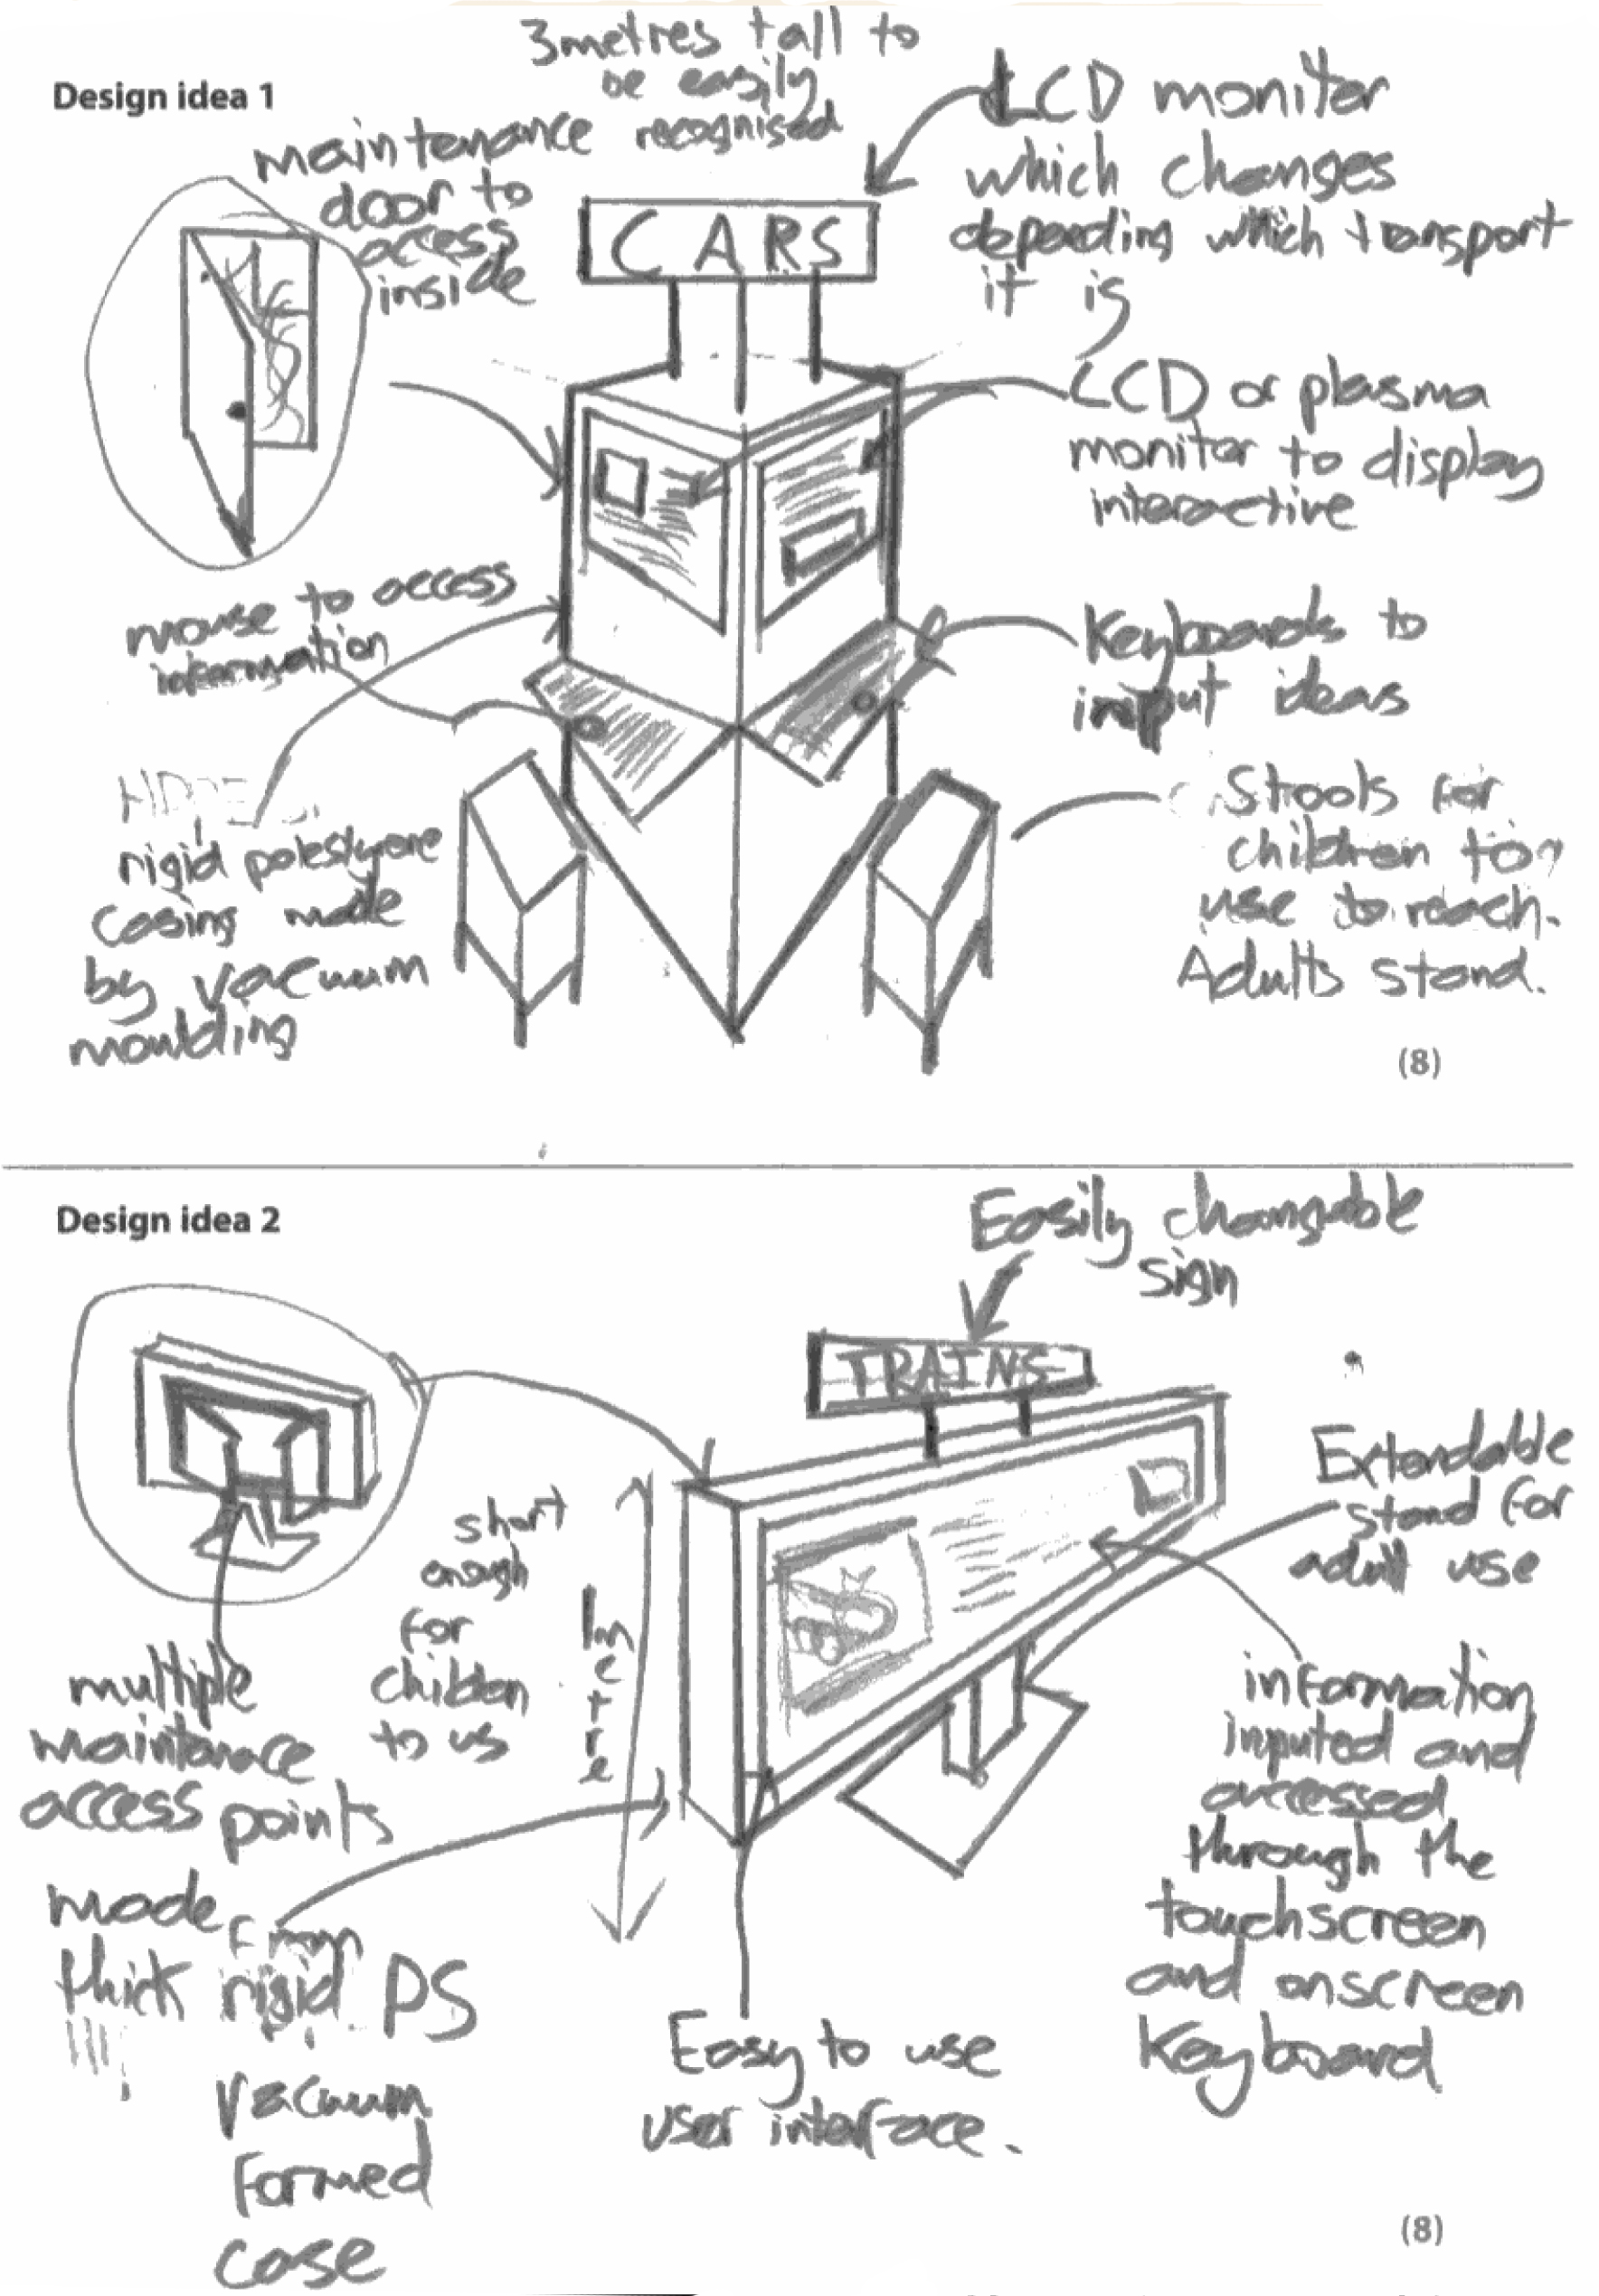 Design idea 1
3metres tall to
be easily
recognised
maintenance
door to
access
inside
CARS
LCD monitor
which changes
depending which transport
it is
LCD or plasma
monitor to display
interactive
mouse to access
information
Keyboards to
input ideas
rigid polestyrene
casing made
by vacuum
moulding
Stools for
children to
use to reach.
Adults stand.
(8)
Design idea 2
Easily changable
sign
TRAINS
Extendable
stand for
adult use
short
enough
for
children
to us
1metre
multiple
maintanace
access points
information
inputed and
accessed
through the
touchscreen
and onscreen
Keyboard
made from
thick rigid PS
vacuum
formed
case
Easy to use
user interface.
(8)